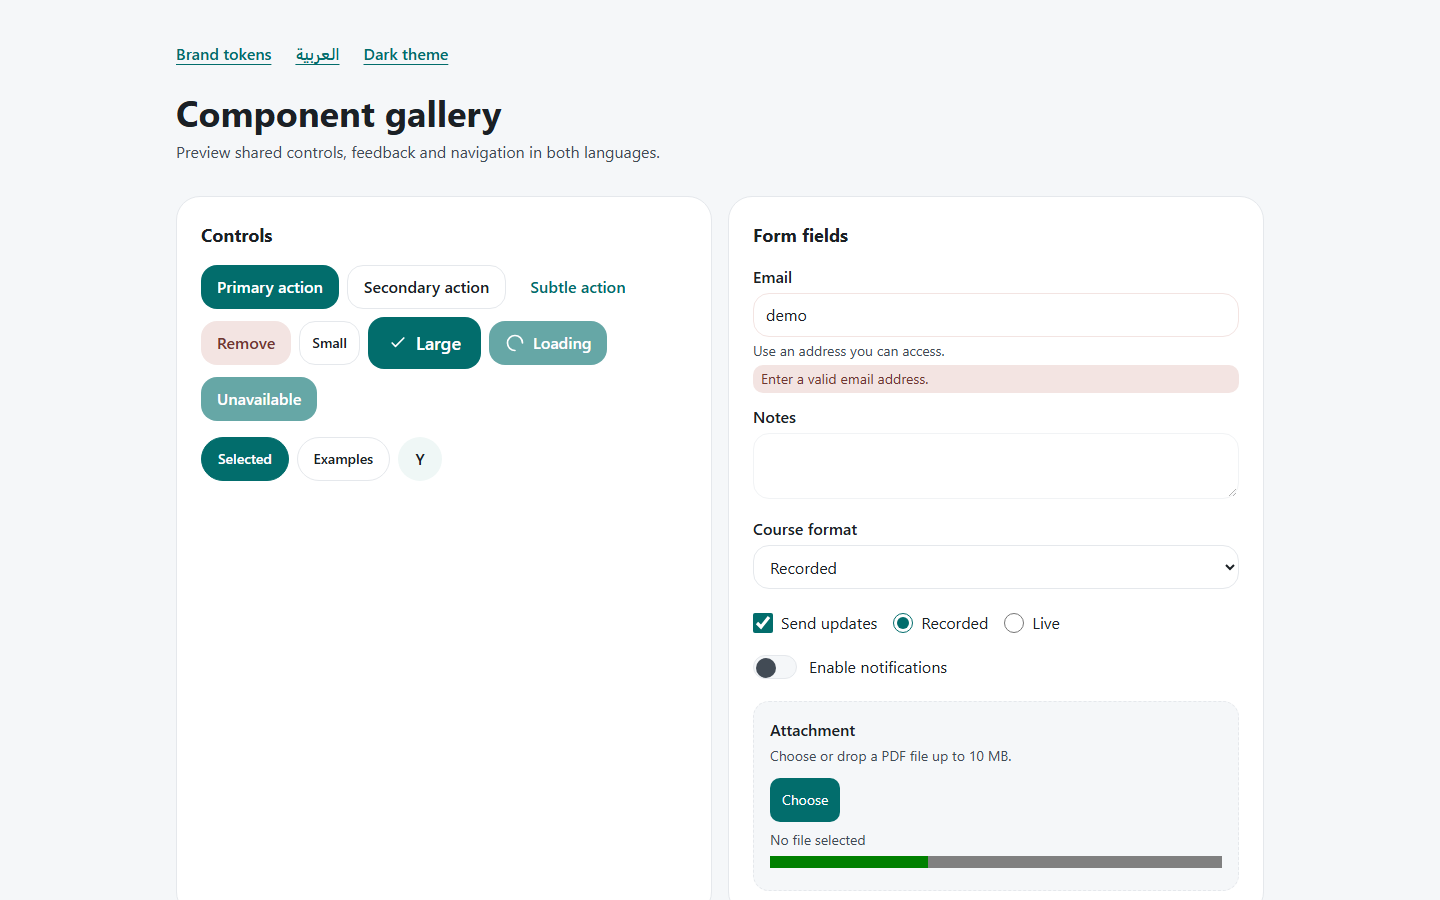 Brand tokens العربية Dark theme
Component gallery
Preview shared controls, feedback and navigation in both languages.
Controls
Primary action Secondary action Subtle action
Remove Small Large Loading
Unavailable
Selected Examples Y
Form fields
Email
demo
Use an address you can access.
Enter a valid email address.
Notes
Course format
Recorded
Send updates Recorded Live
Enable notifications
Attachment
Choose or drop a PDF file up to 10 MB.
Choose
No file selected